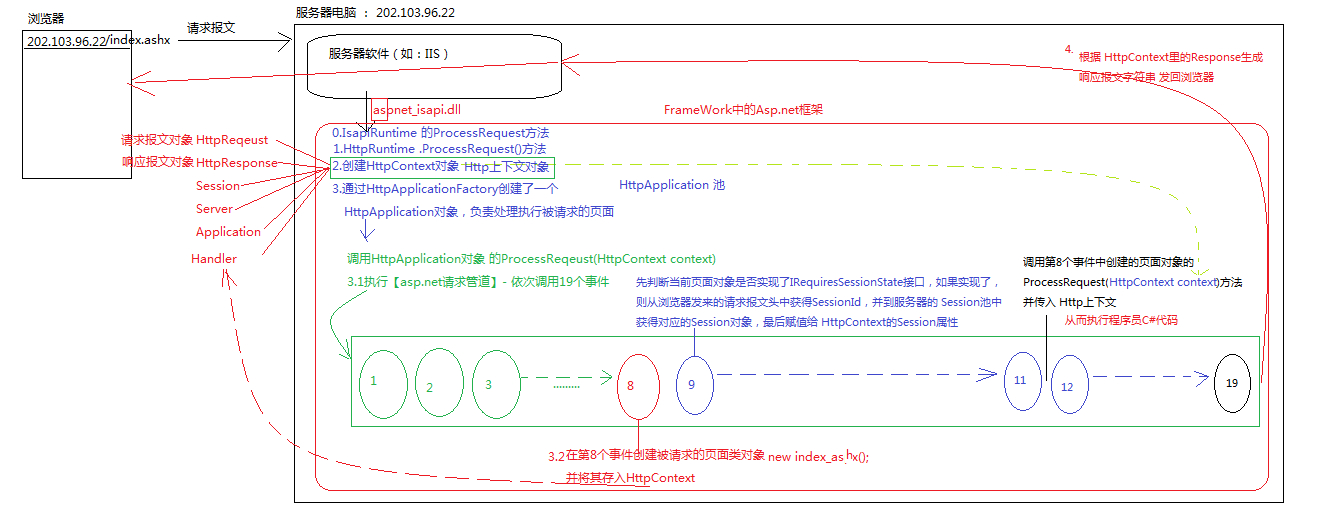 浏览器
202.103.96.22/index.ashx
请求报文
服务器电脑 ： 202.103.96.22
服务器软件（如：IIS）
4.
根据 HttpContext里的Response生成
响应报文字符串 发回浏览器
aspnet_isapi.dll
FrameWork中的Asp.net框架
请求报文对象 HttpReqeust
响应报文对象 HttpResponse
Session
Server
Application
Handler
0.IsapiRuntime 的ProcessRequest方法
1.HttpRuntime .ProcessRequest()方法
2.创建HttpContext对象 Http上下文对象
3.通过HttpApplicationFactory创建了一个
HttpApplication对象，负责处理执行被请求的页面
HttpApplication 池
调用HttpApplication对象 的ProcessReqeust(HttpContext context)
3.1执行【asp.net请求管道】- 依次调用19个事件
先判断当前页面对象是否实现了IRequiresSessionState接口，如果实现了，
则从浏览器发来的请求报文头中获得SessionId，并到服务器的 Session池中
获得对应的Session对象，最后赋值给 HttpContext的Session属性
调用第8个事件中创建的页面对象的
ProcessRequest(HttpContext context)方法
并传入 Http上下文
从而执行程序员C#代码
1
2
3
.........
8
9
11
12
19
3.2在第8个事件创建被请求的页面类对象 new index_ashx();
并将其存入HttpContext